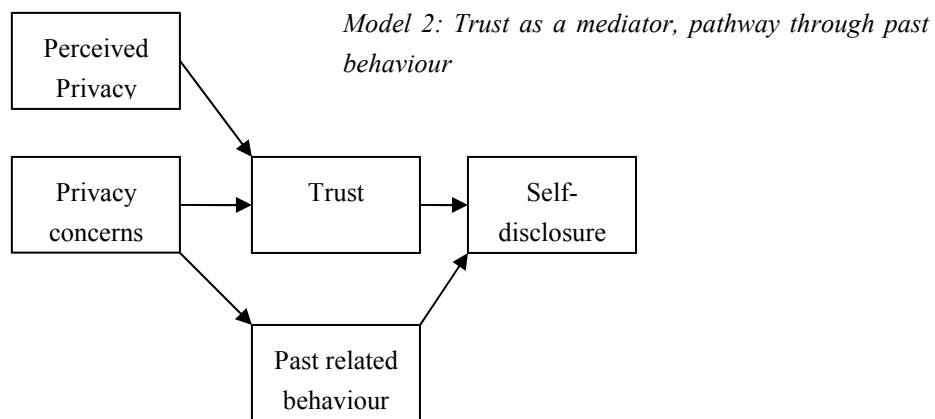 Model 2: Trust as a mediator, pathway through past
behaviour
Perceived
Privacy
Privacy
concerns
Trust
Self-
disclosure
Past related
behaviour